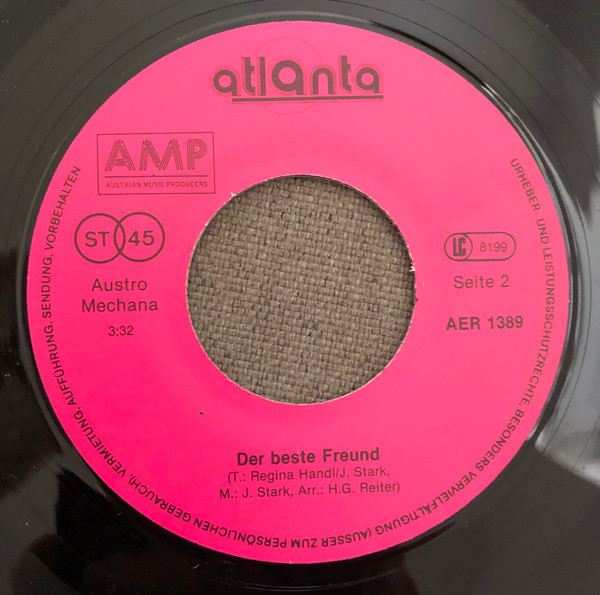 atlanta
AMP
AUSTRIAN MUSIC PRODUCERS
ST 45
LC 8199
Austro
Mechana
3:32
Seite 2
AER 1389
Der beste Freund
(T.: Regina Handl/J. Stark,
M.: J. Stark, Arr.: H.G. Reiter)
URHEBER- UND LEISTUNGSSCHUTZRECHTE, BESONDERS VERVIELFÄLTIGUNG (AUSSER ZUM PERSÖNLICHEN GEBRAUCH), VERMIETUNG, AUFFÜHRUNG, SENDUNG, VORBEHALTEN